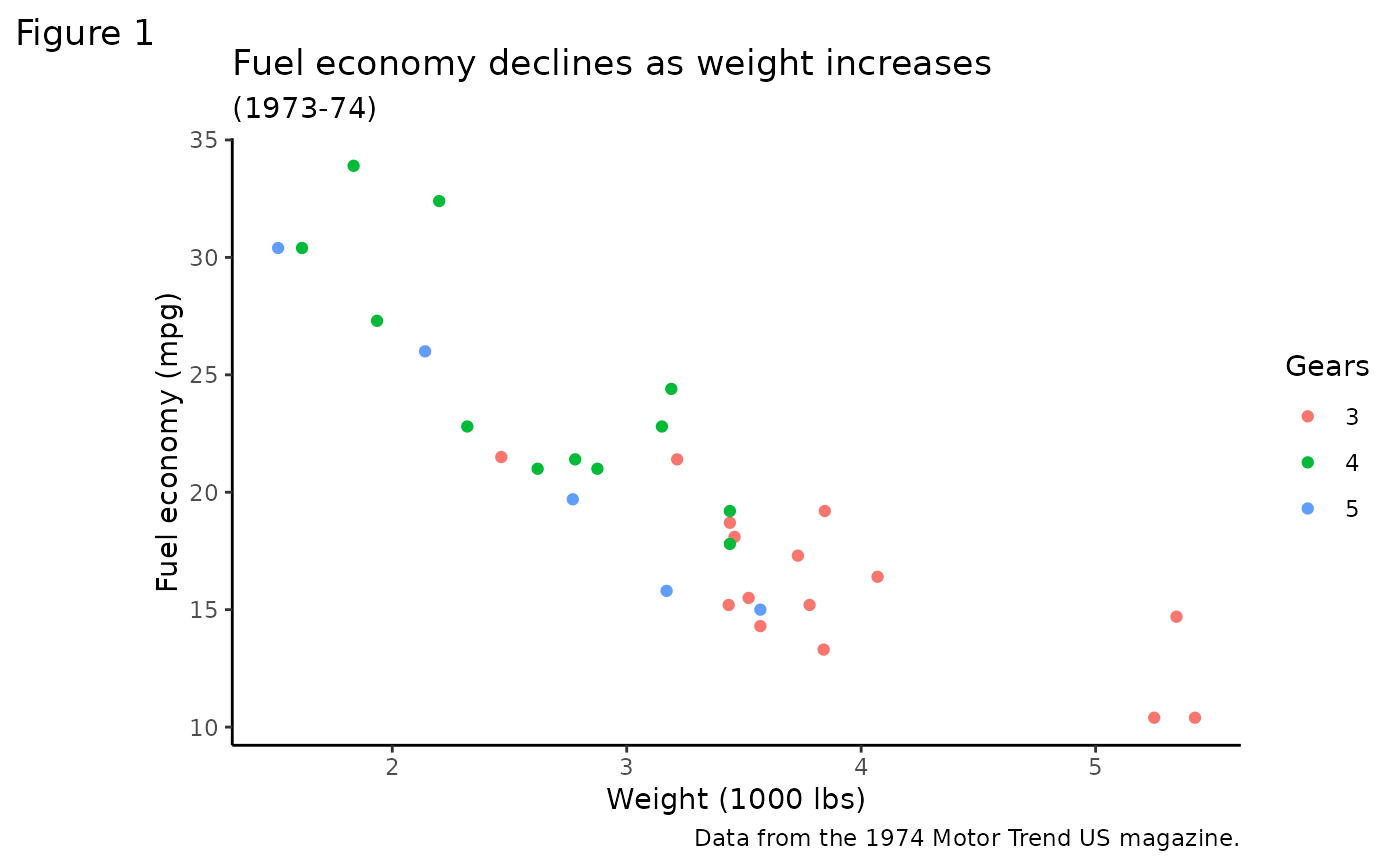 Figure 1
Fuel economy declines as weight increases
(1973-74)
Fuel economy (mpg)
35
30
25
20
15
10
2
3
4
5
Weight (1000 lbs)
Gears
3
4
5
Data from the 1974 Motor Trend US magazine.